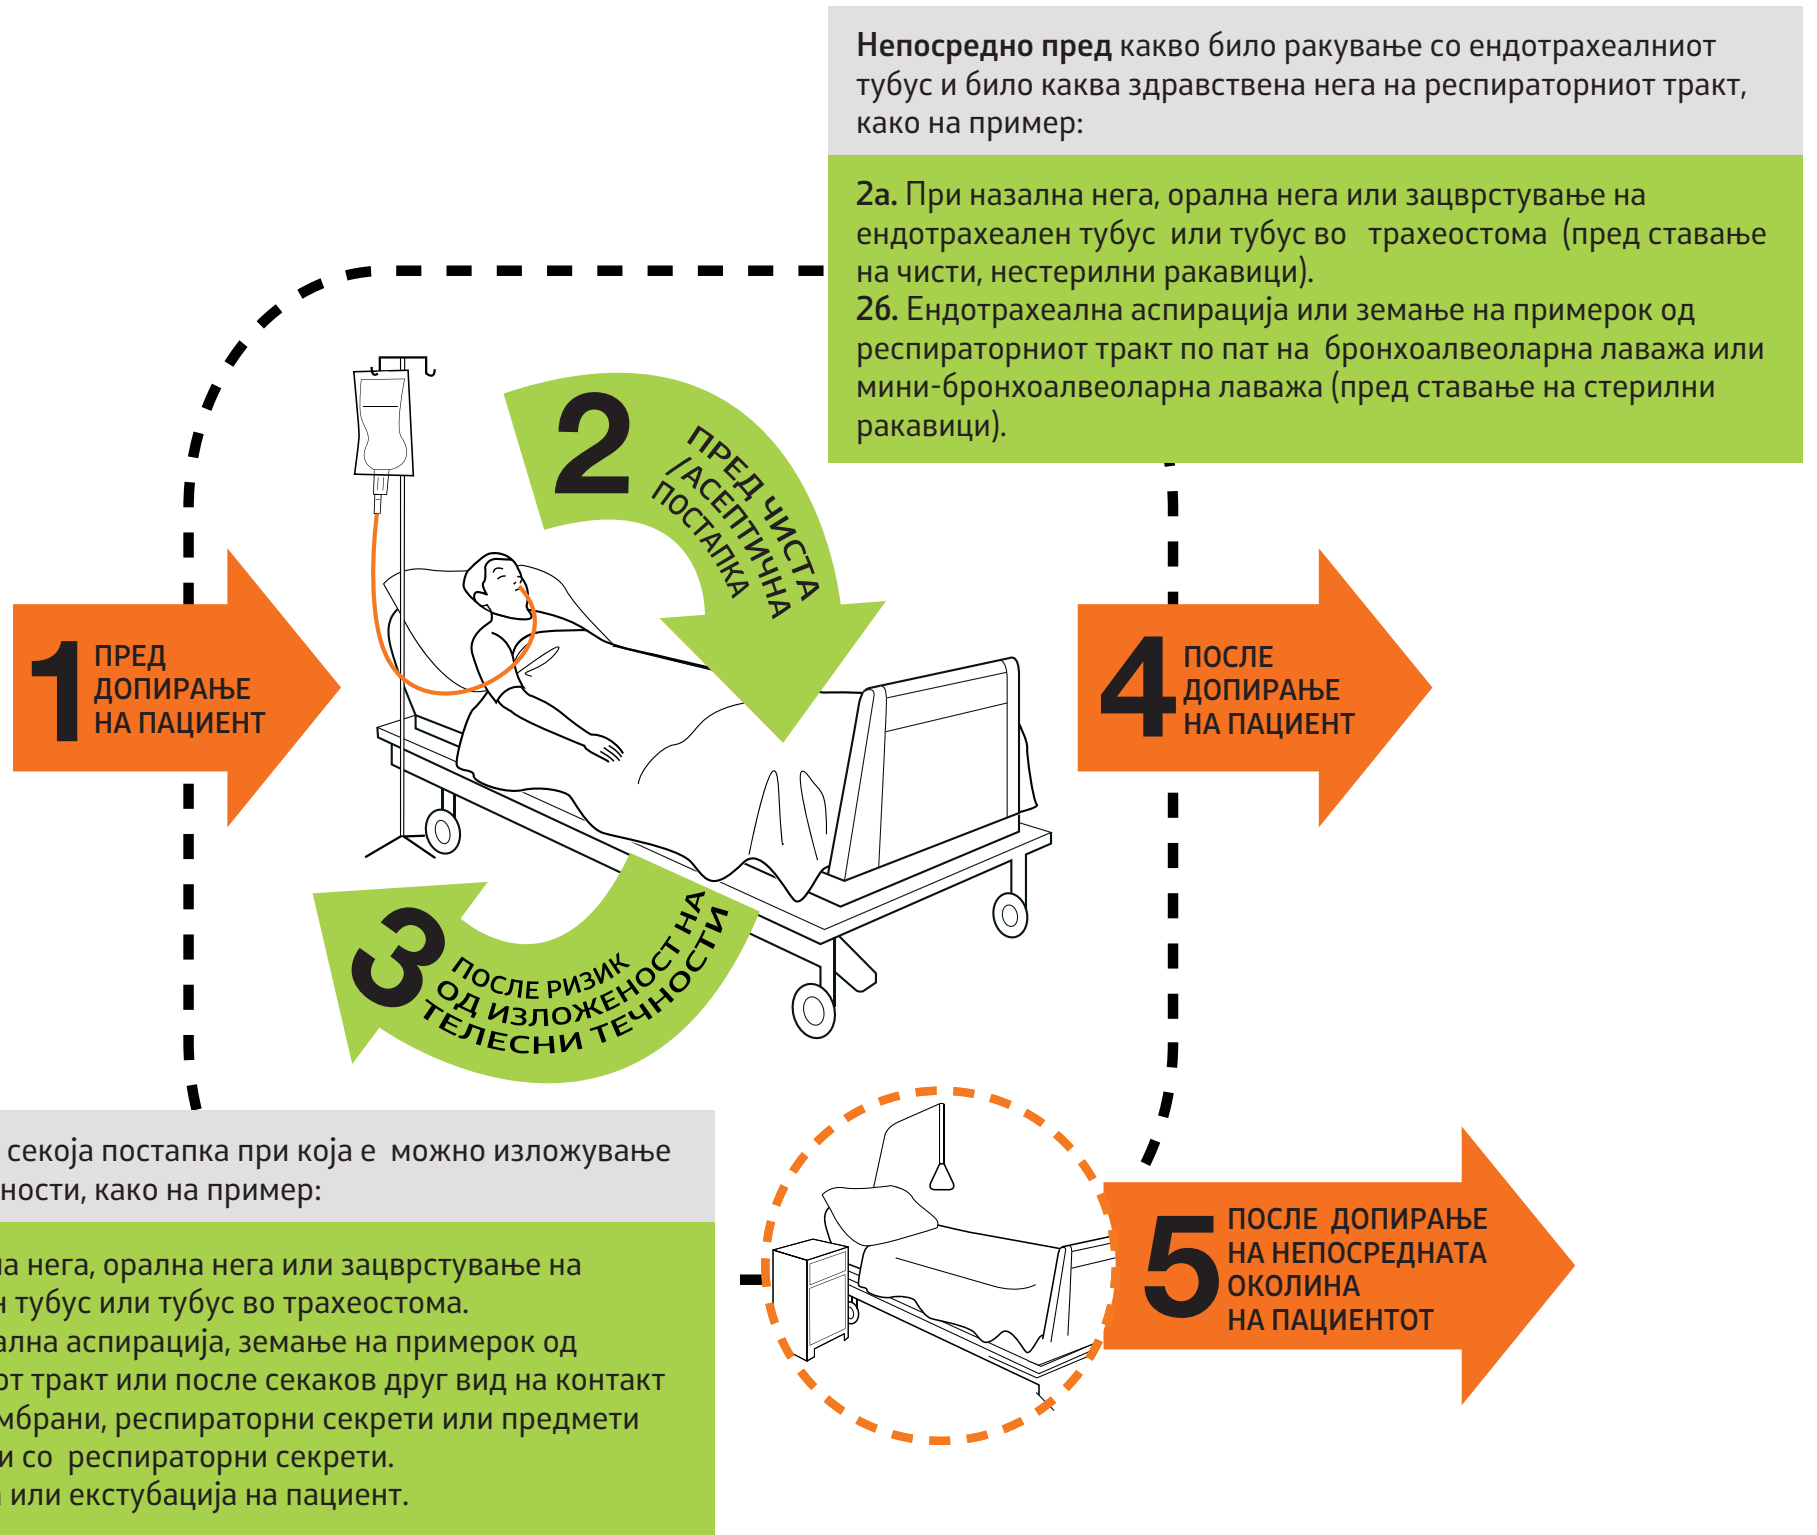 Непосредно пред какво било ракување со ендотрахеалниот
тубус и било каква здравствена нега на респираторниот тракт,
како на пример:
2а. При назална нега, орална нега или зацврстување на
ендотрахеален тубус или тубус во трахеостома (пред ставање
на чисти, нестерилни ракавици).
2б. Ендотрахеална аспирација или земање на примерок од
респираторниот тракт по пат на бронхоалвеоларна лаважа или
мини-бронхоалвеоларна лаважа (пред ставање на стерилни
ракавици).
2
ПРЕД ЧИСТА
/АСЕПТИЧНА
ПОСТАПКА
1
ПРЕД
ДОПИРАЊЕ
НА ПАЦИЕНТ
4
ПОСЛЕ
ДОПИРАЊЕ
НА ПАЦИЕНТ
3
ПОСЛЕ РИЗИК
ОД ИЗЛОЖЕНОСТ НА
ТЕЛЕСНИ ТЕЧНОСТИ
секоја постапка при која е можно изложување
ности, како на пример:
а нега, орална нега или зацврстување на
тубус или тубус во трахеостома.
ална аспирација, земање на примерок од
от тракт или после секаков друг вид на контакт
мбрани, респираторни секрети или предмети
и со респираторни секрети.
или екстубација на пациент.
5
ПОСЛЕ ДОПИРАЊЕ
НА НЕПОСРЕДНАТА
ОКОЛИНА
НА ПАЦИЕНТОТ